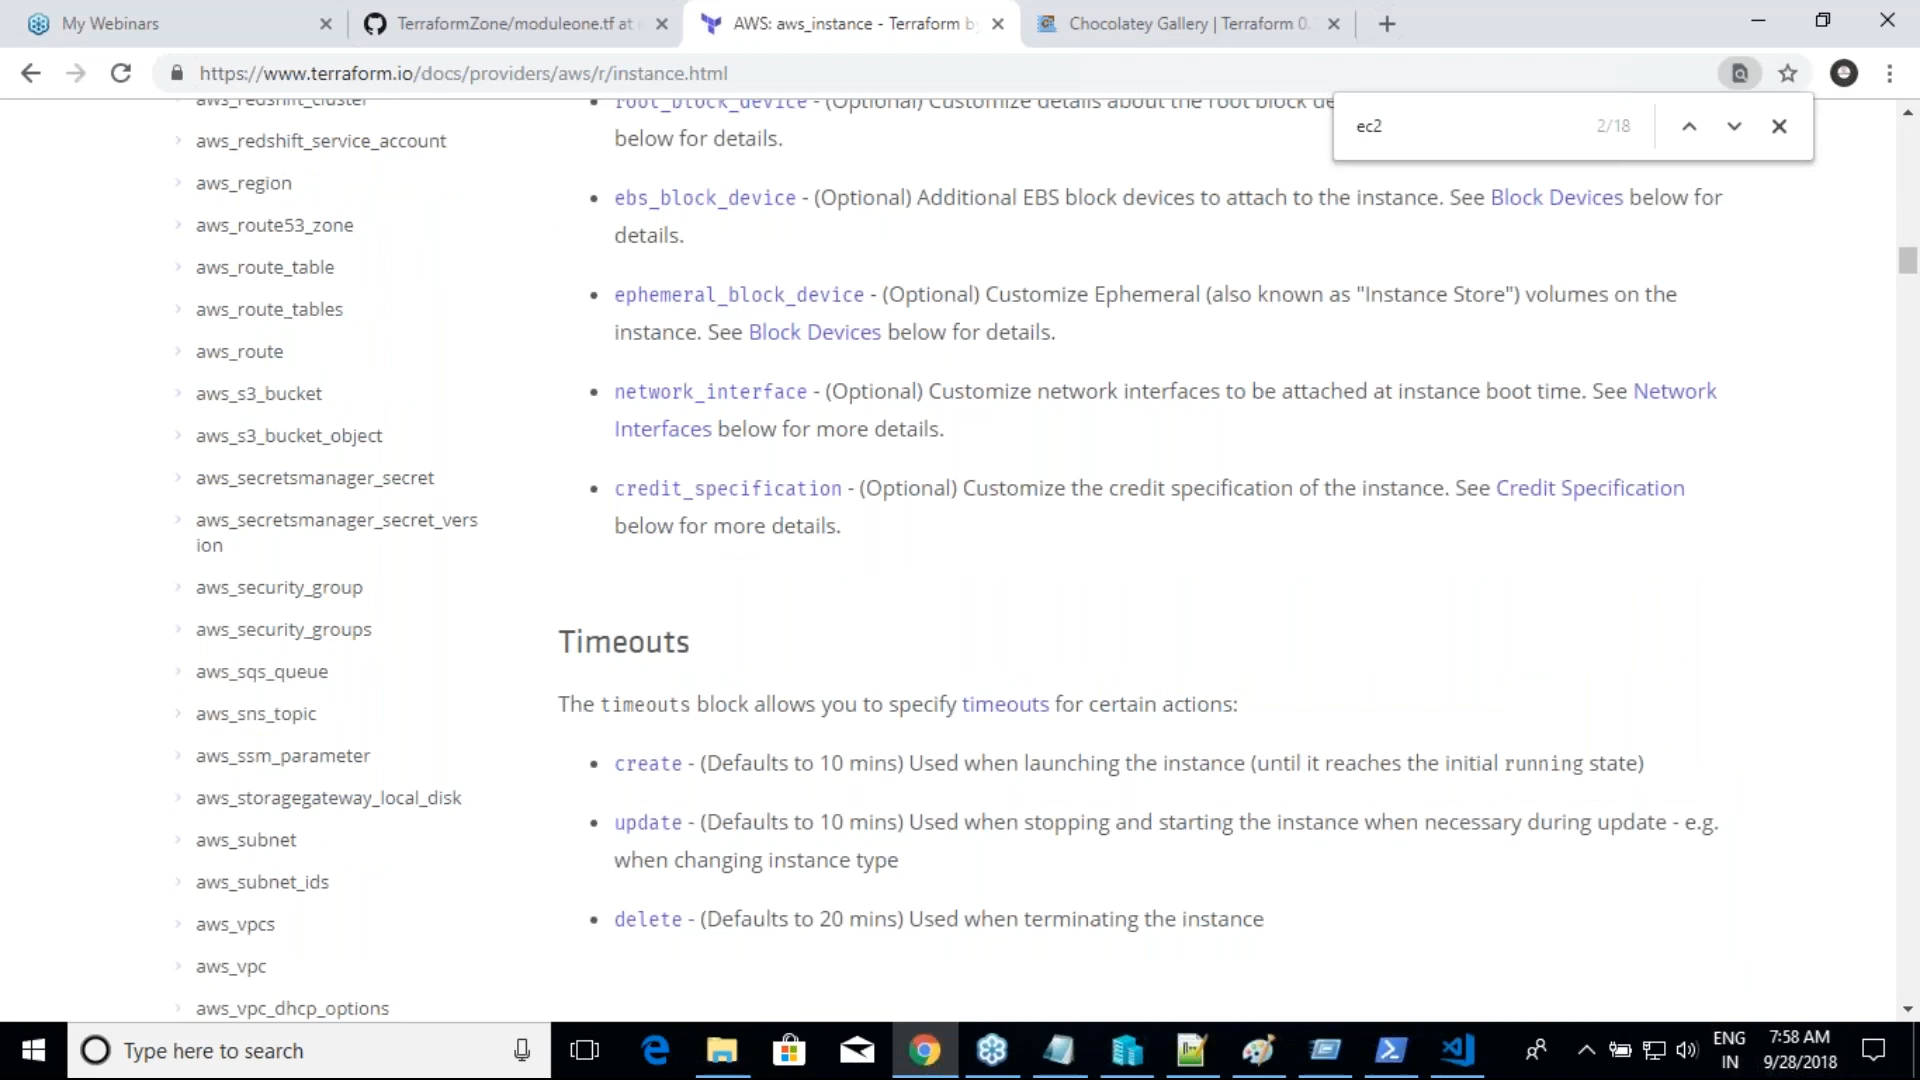 My Webinars
TerraformZone/moduleone.tf at
AWS: aws_instance - Terraform b
Chocolatey Gallery | Terraform 0.
https://www.terraform.io/docs/providers/aws/r/instance.html
ec2
2/18
aws_redshift_cluster
aws_redshift_service_account
aws_region
aws_route53_zone
aws_route_table
aws_route_tables
aws_route
aws_s3_bucket
aws_s3_bucket_object
aws_secretsmanager_secret
aws_secretsmanager_secret_vers
ion
aws_security_group
aws_security_groups
aws_sqs_queue
aws_sns_topic
aws_ssm_parameter
aws_storagegateway_local_disk
aws_subnet
aws_subnet_ids
aws_vpcs
aws_vpc
aws_vpc_dhcp_options
root_block_device - (Optional) Customize details about the root block de
below for details.
ebs_block_device - (Optional) Additional EBS block devices to attach to the instance. See Block Devices below for
details.
ephemeral_block_device - (Optional) Customize Ephemeral (also known as "Instance Store") volumes on the
instance. See Block Devices below for details.
network_interface - (Optional) Customize network interfaces to be attached at instance boot time. See Network
Interfaces below for more details.
credit_specification - (Optional) Customize the credit specification of the instance. See Credit Specification
below for more details.
Timeouts
The timeouts block allows you to specify timeouts for certain actions:
create - (Defaults to 10 mins) Used when launching the instance (until it reaches the initial running state)
update - (Defaults to 10 mins) Used when stopping and starting the instance when necessary during update - e.g.
when changing instance type
delete - (Defaults to 20 mins) Used when terminating the instance
Type here to search
ENG
IN
7:58 AM
9/28/2018